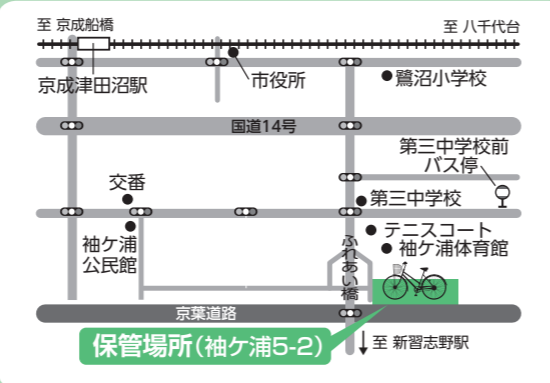 至 京成船橋
至 八千代台
京成津田沼駅
市役所
鷺沼小学校
国道14号
第三中学校前
バス停
交番
第三中学校
袖ケ浦
公民館
テニスコート
袖ケ浦体育館
ふれあい橋
京葉道路
保管場所(袖ケ浦5-2)
至 新習志野駅